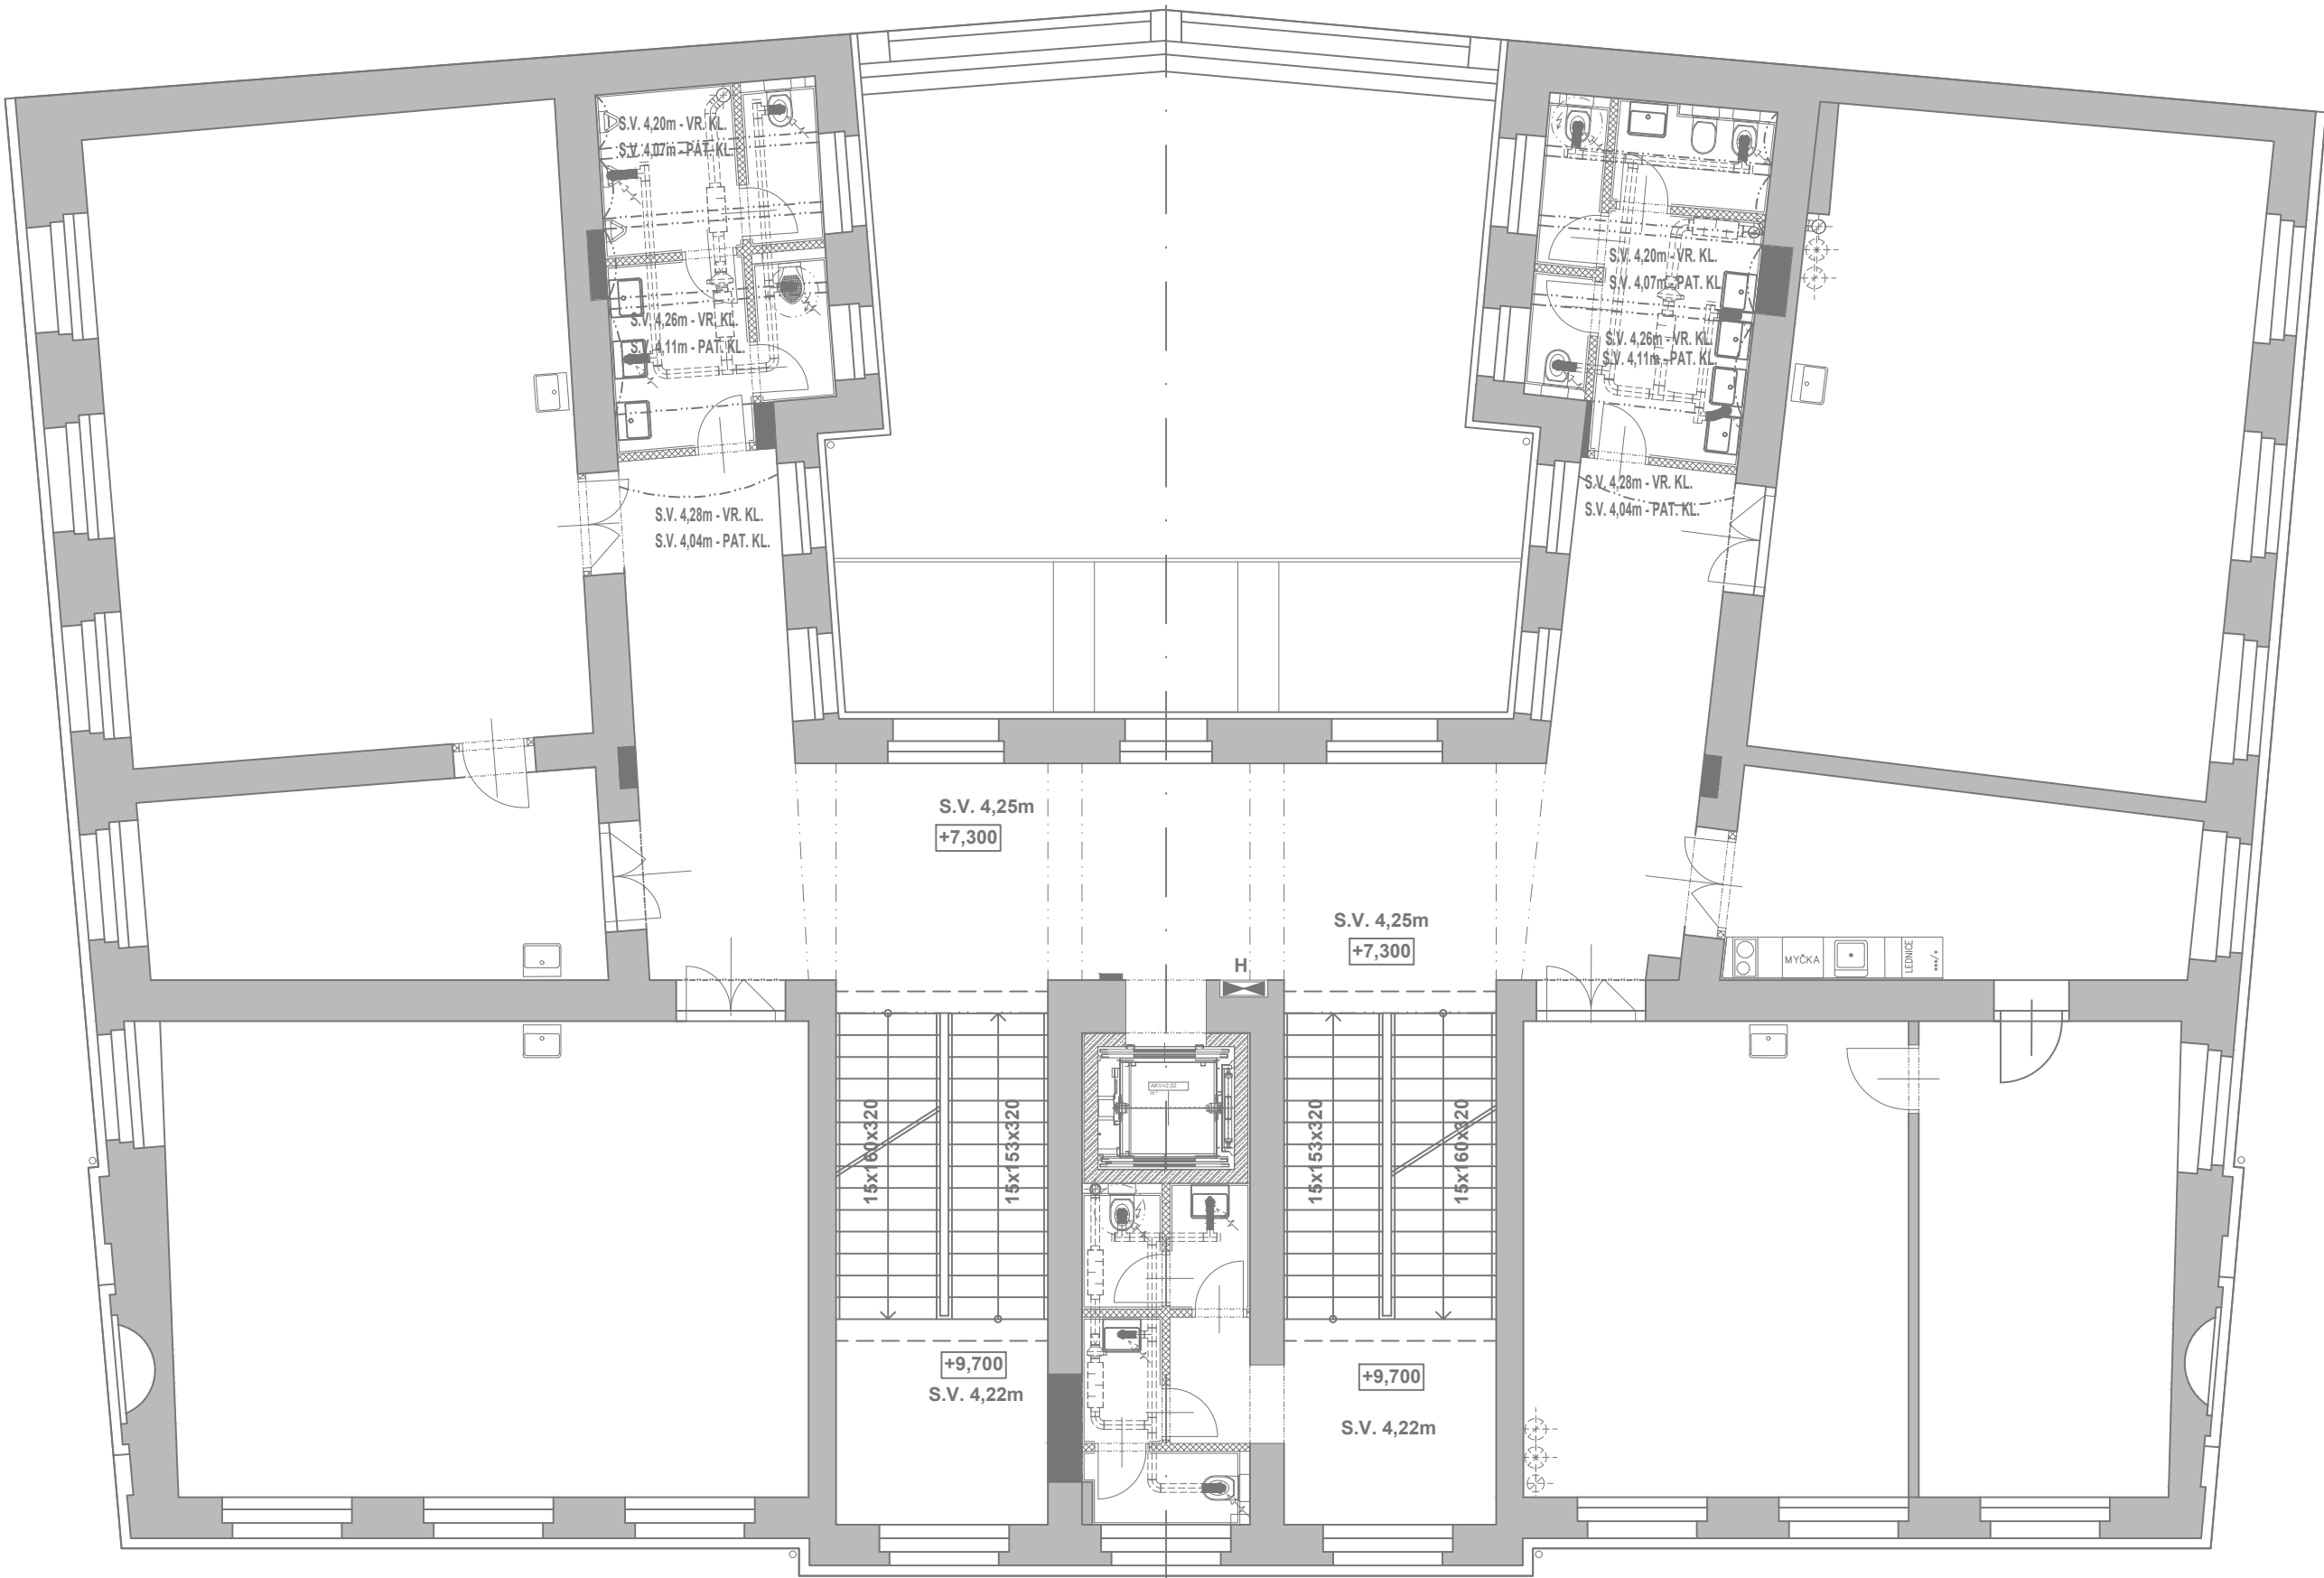 S.V. 4,20m - VR. KL.
S.V. 4,07m - PAT. KL.
S.V. 4,26m - VR. KL.
S.V. 4,11m - PAT. KL.
S.V. 4,28m - VR. KL.
S.V. 4,04m - PAT. KL.
S.V. 4,20m - VR. KL.
S.V. 4,07m - PAT. KL.
S.V. 4,26m - VR. KL.
S.V. 4,11m - PAT. KL.
S.V. 4,28m - VR. KL.
S.V. 4,04m - PAT. KL.
S.V. 4,25m
+7,300
S.V. 4,25m
+7,300
H
MYČKA
LEDNICE
***/*
15x160x320
15x153x320
15x153x320
15x160x320
+9,700
S.V. 4,22m
+9,700
S.V. 4,22m